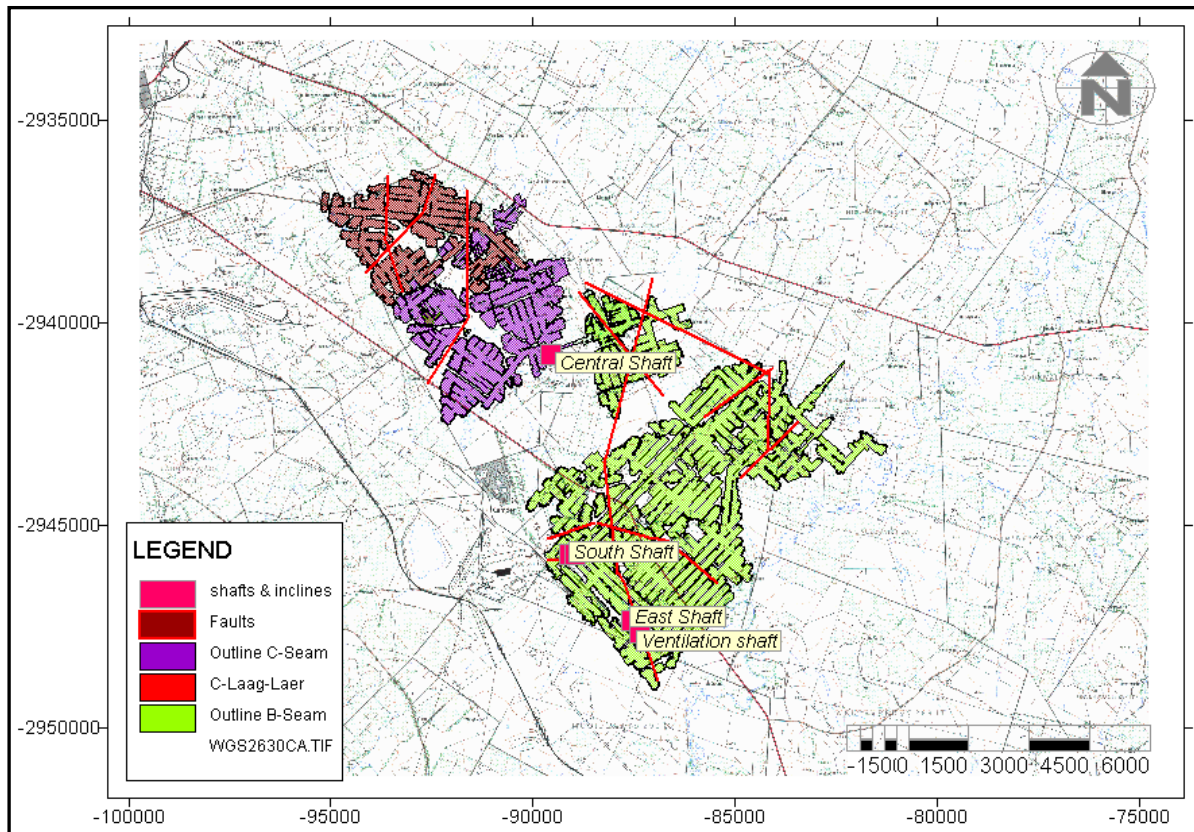 N
-2935000
-2940000
-2945000
-2950000
Central Shaft
South Shaft
East Shaft
Ventilation shaft
LEGEND
shafts & inclines
Faults
Outline C-Seam
C-Laag-Laer
Outline B-Seam
WGS2630CA.TIF
-1500 0 1500 3000 4500 6000
-100000 -95000 -90000 -85000 -80000 -75000